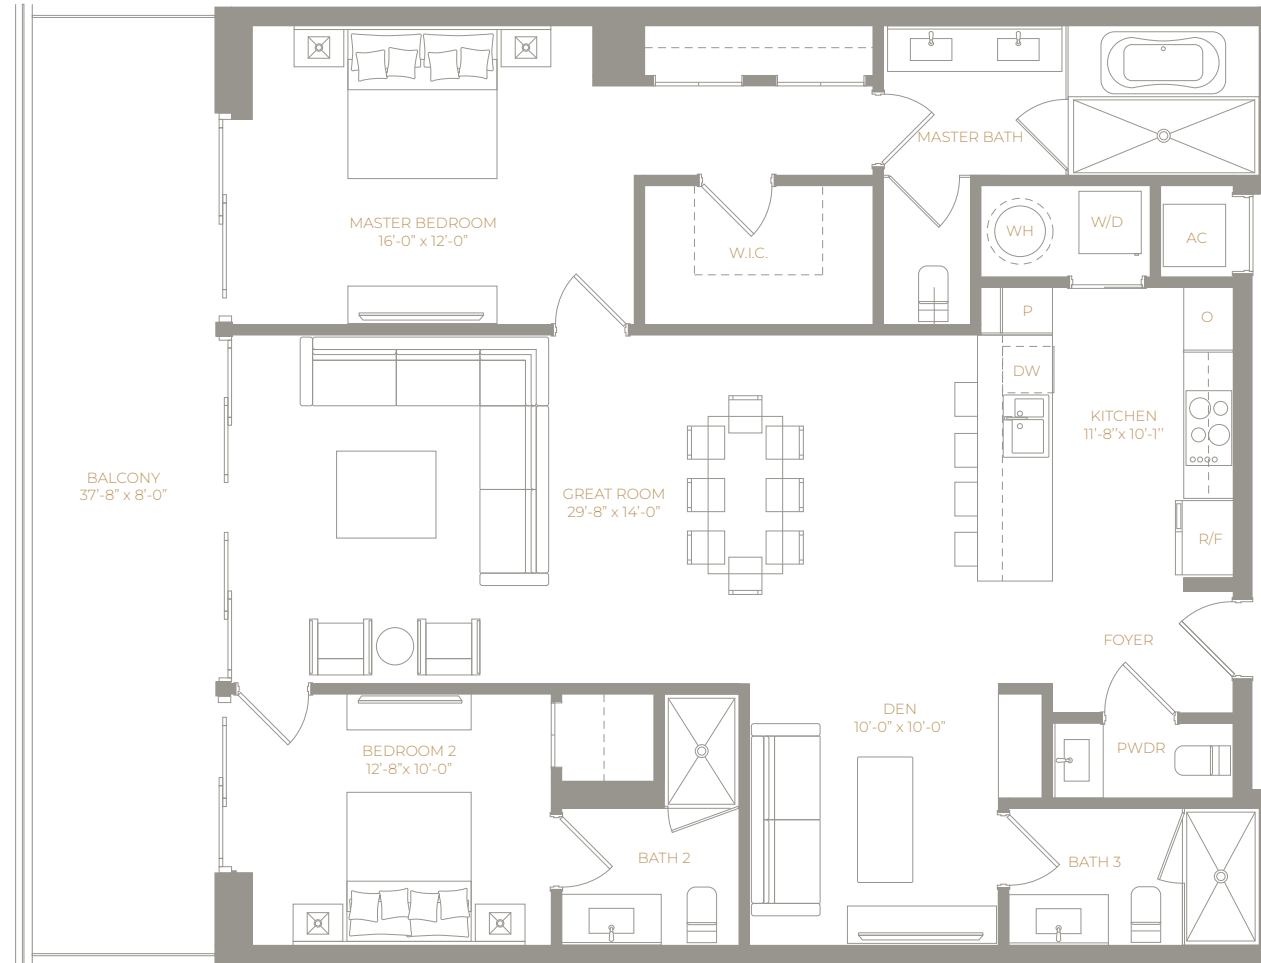 MASTER BATH
MASTER BEDROOM
16'-0” x 12'-0”
W.I.C.
WH
W/D
AC
P
O
DW
KITCHEN
11'-8’’x 10'-1’’
BALCONY
37'-8” x 8'-0”
GREAT ROOM
29'-8” x 14'-0”
R/F
FOYER
DEN
10'-0” x 10'-0”
BEDROOM 2
12'-8”x 10'-0”
PWDR
BATH 2
BATH 3